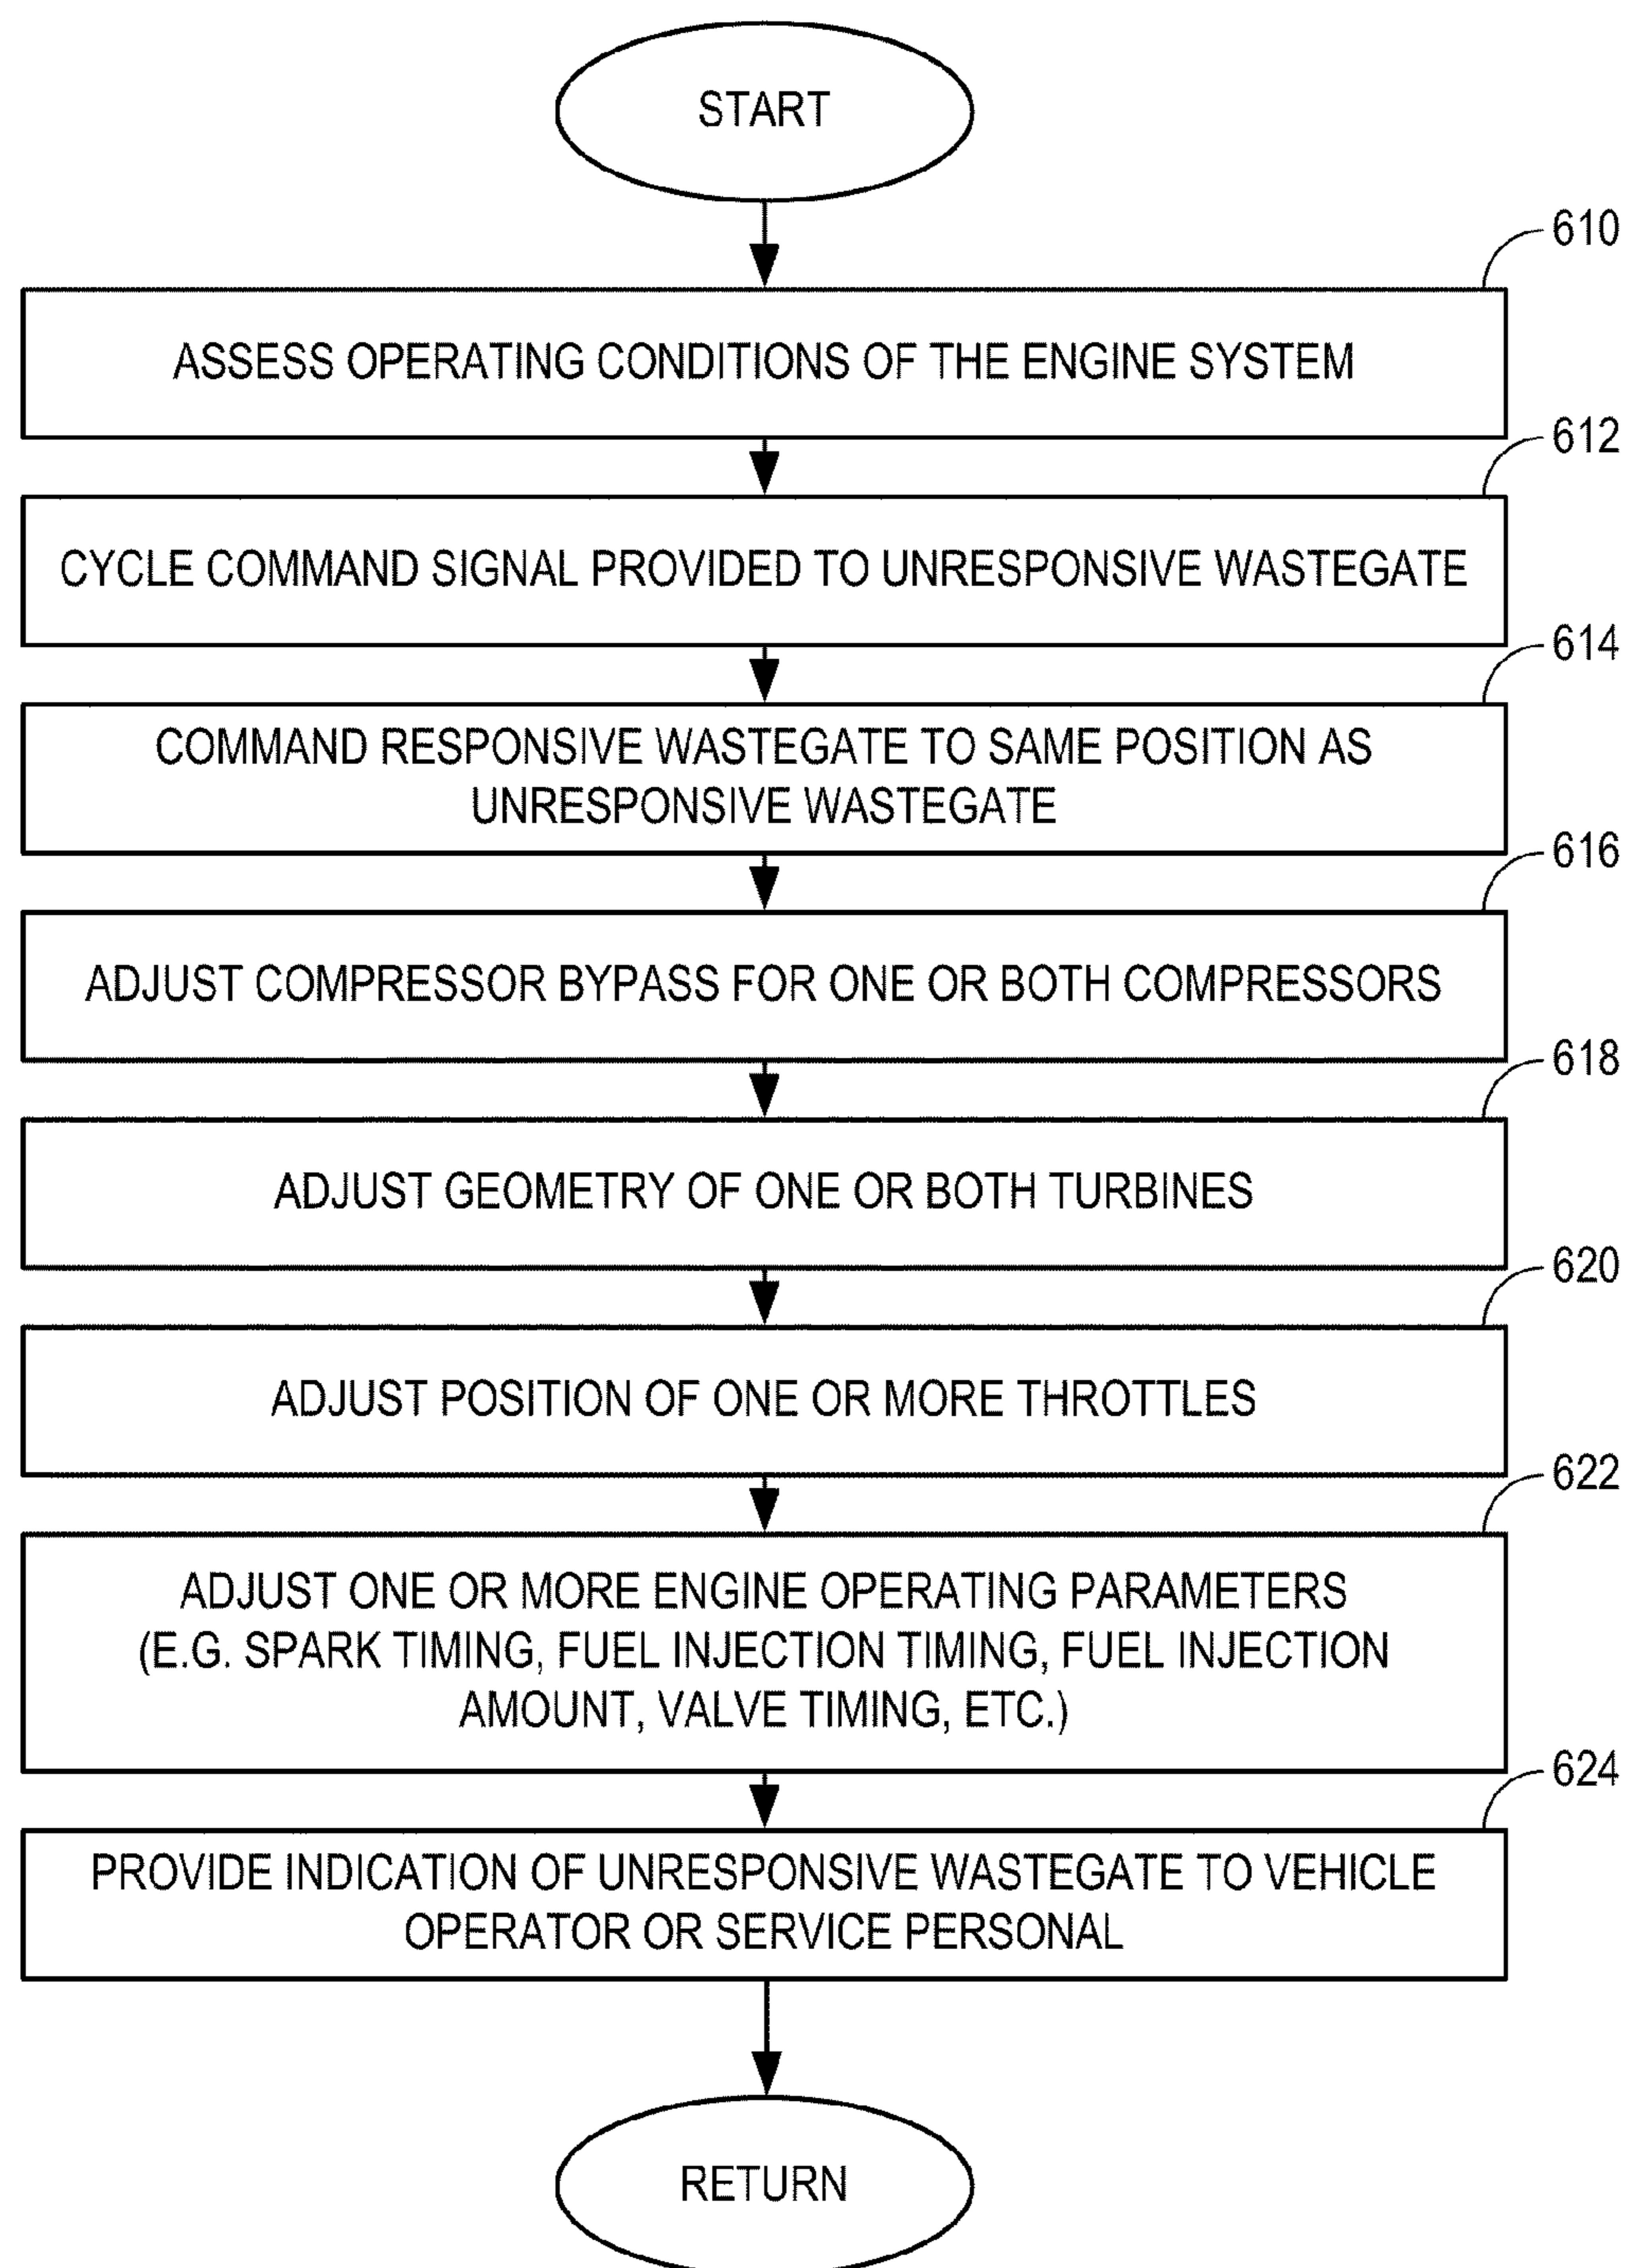 START
610
ASSESS OPERATING CONDITIONS OF THE ENGINE SYSTEM
612
CYCLE COMMAND SIGNAL PROVIDED TO UNRESPONSIVE WASTEGATE
614
COMMAND RESPONSIVE WASTEGATE TO SAME POSITION AS
UNRESPONSIVE WASTEGATE
616
ADJUST COMPRESSOR BYPASS FOR ONE OR BOTH COMPRESSORS
618
ADJUST GEOMETRY OF ONE OR BOTH TURBINES
620
ADJUST POSITION OF ONE OR MORE THROTTLES
622
ADJUST ONE OR MORE ENGINE OPERATING PARAMETERS
(E.G. SPARK TIMING, FUEL INJECTION TIMING, FUEL INJECTION
AMOUNT, VALVE TIMING, ETC.)
624
PROVIDE INDICATION OF UNRESPONSIVE WASTEGATE TO VEHICLE
OPERATOR OR SERVICE PERSONAL
RETURN